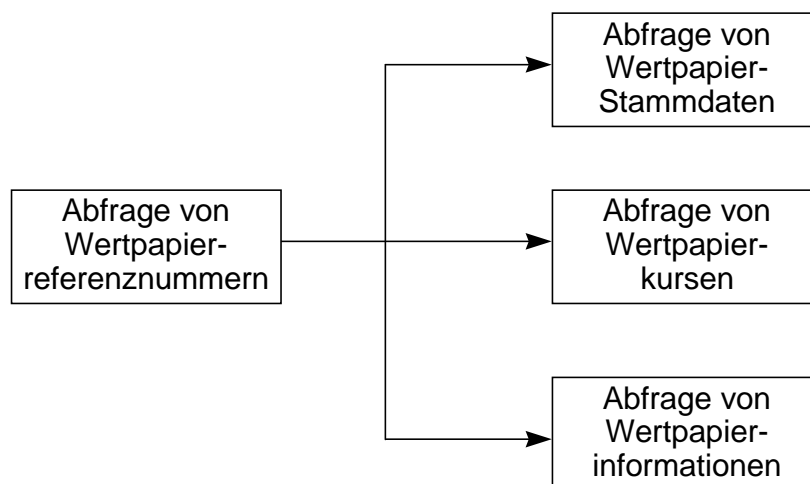 Abfrage von
Wertpapier-
Stammdaten
Abfrage von
Wertpapier-
referenznummern
Abfrage von
Wertpapier-
kursen
Abfrage von
Wertpapier-
informationen